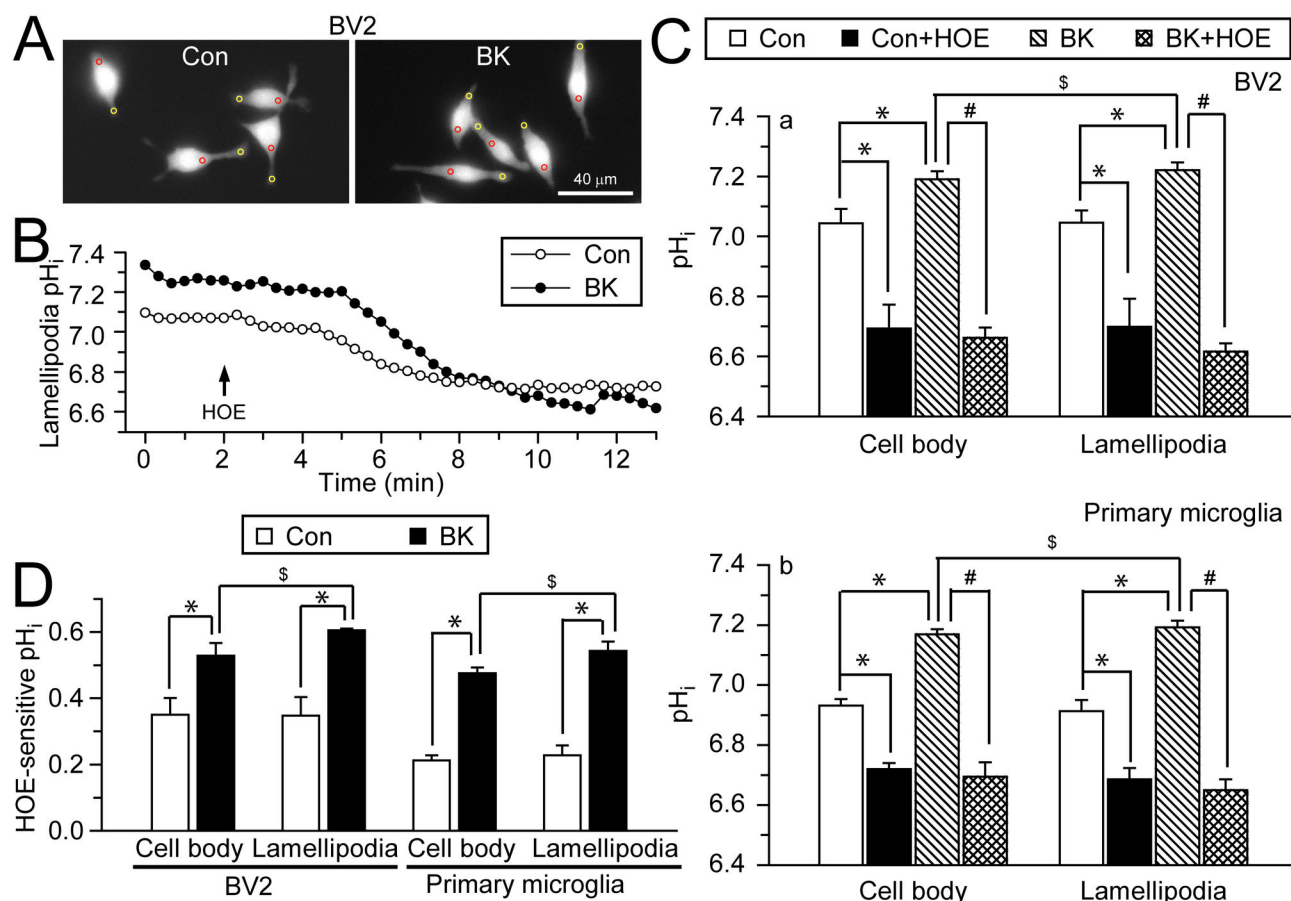 A
BV2
Con
BK
40 μm
B
Lamellipodia pHi
7.4
7.2
7.0
6.8
6.6
Con
BK
HOE
0 2 4 6 8 10 12
Time (min)
C
Con Con+HOE BK BK+HOE
BV2
a
$
* # * #
* *
pHi
7.4
7.2
7.0
6.8
6.6
6.4
Cell body Lamellipodia
Primary microglia
b
$
* # * #
* *
pHi
7.4
7.2
7.0
6.8
6.6
6.4
Cell body Lamellipodia
D
Con BK
HOE-sensitive pHi
0.6
0.4
0.2
0.0
$ $
* * * *
Cell body Lamellipodia Cell body Lamellipodia
BV2 Primary microglia